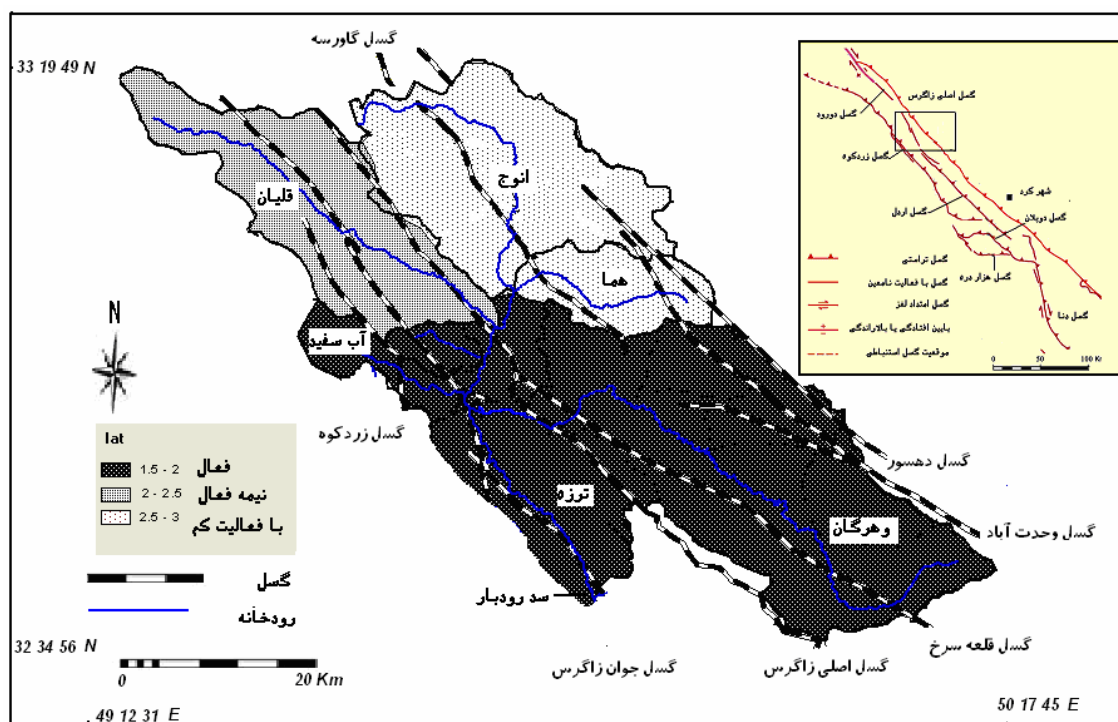 گسل گاورسه
33 19 49 N
قلیان
انوج
هما
آب سفید
گسل زردکوه
توزه
وهرگان
گسل دهسور
گسل وحدت آباد
سد رودبار
گسل قلعه سرخ
گسل اصلی زاگرس
گسل جوان زاگرس
N
Iat
1.5 - 2 فعال
2 - 2.5 نیمه فعال
2.5 - 3 با فعالیت کم
گسل
رودخانه
32 34 56 N
0 20 Km
49 12 31 E
50 17 45 E
گسل اصلی زاگرس
گسل دورود
گسل زردکوه
شهر کرد
گسل اردل
گسل دوپلان
گسل هزار دره
گسل دنا
گسل تراستی
گسل با فعالیت نامعین
گسل امتداد لغز
پایین افتادگی یا بالاراندگی
موقعیت گسل استنباطی
0 50 100